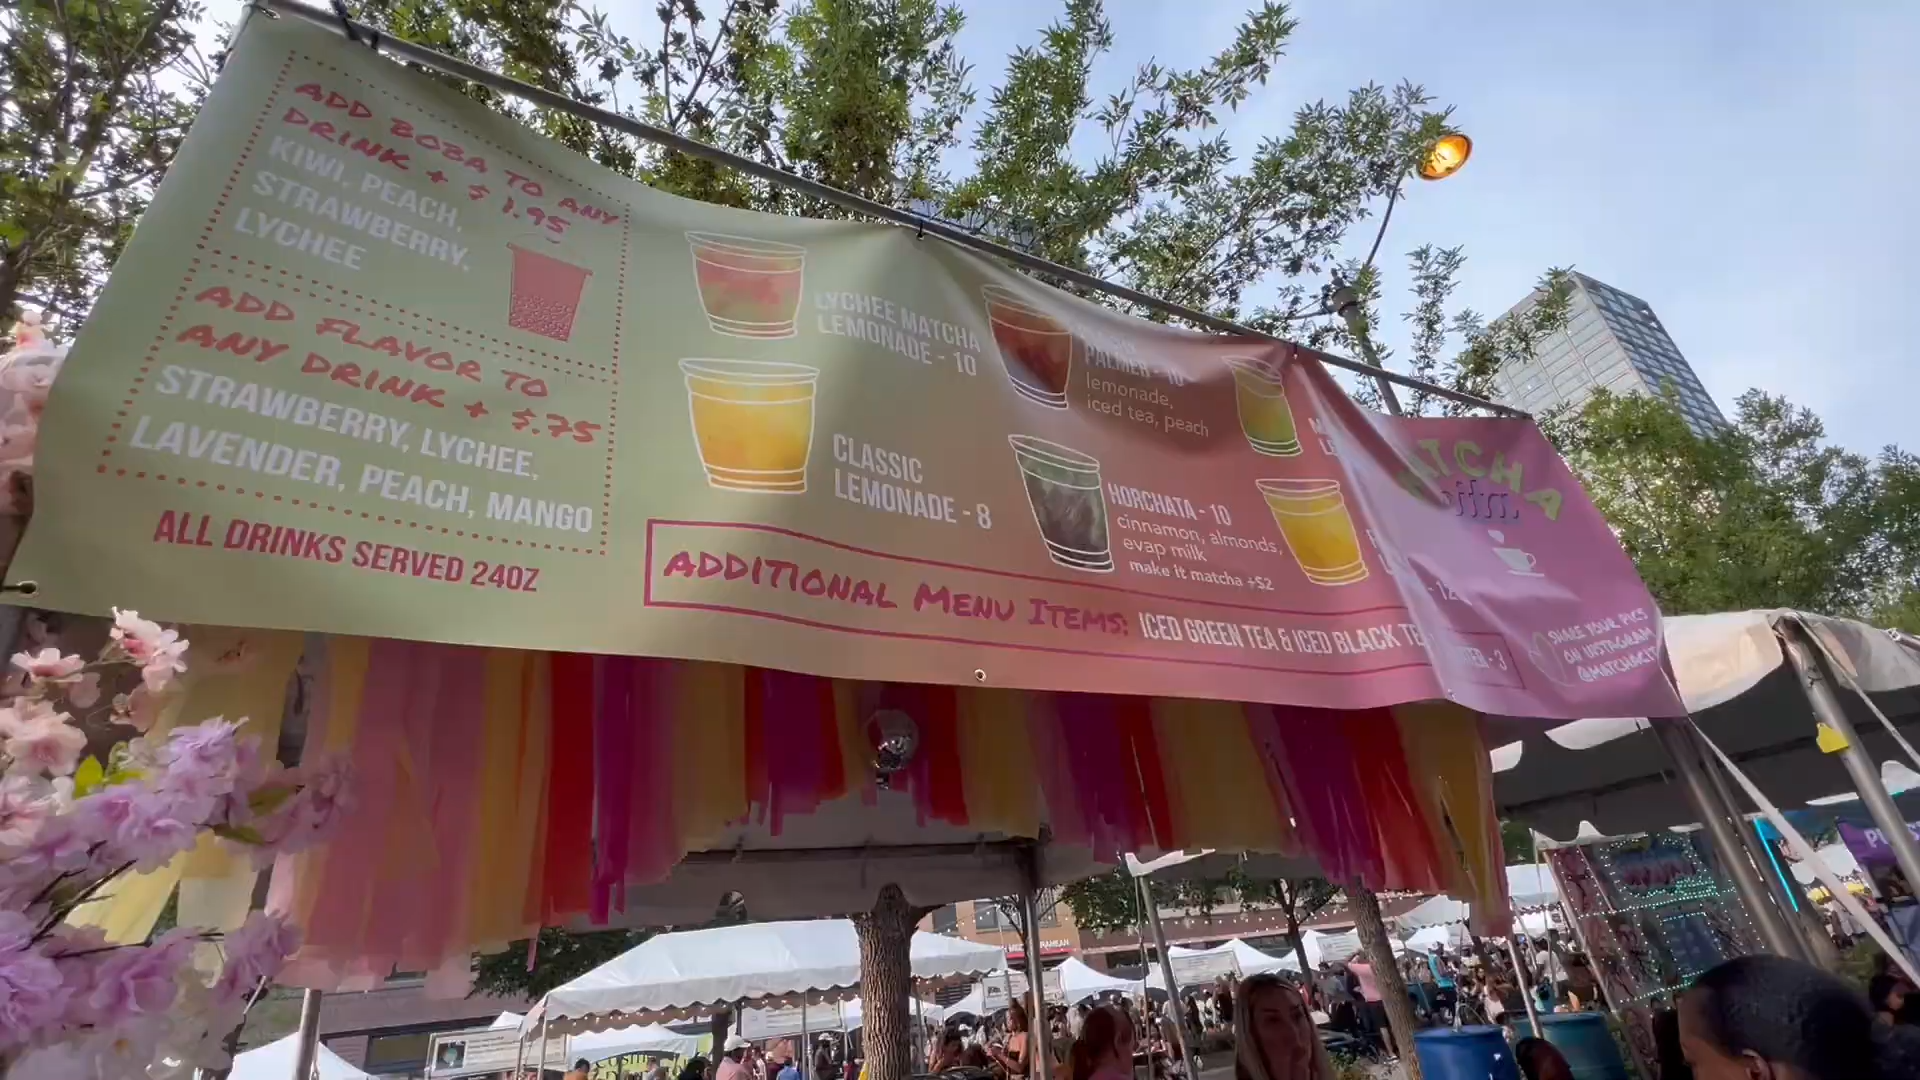 ADD BOBA TO ANY
DRINK + $1.95
KIWI, PEACH,
STRAWBERRY,
LYCHEE
ADD FLAVOR TO
ANY DRINK + $.75
STRAWBERRY, LYCHEE,
LAVENDER, PEACH, MANGO
ALL DRINKS SERVED 24OZ
LYCHEE MATCHA
LEMONADE - 10
CLASSIC
LEMONADE - 8
PALMER - 10
lemonade,
iced tea, peach
HORCHATA - 10
cinnamon, almonds,
evap milk
make it matcha +$2
ADDITIONAL MENU ITEMS: ICED GREEN TEA & ICED BLACK
- 3
SHARE YOUR PICS
ON INSTAGRAM